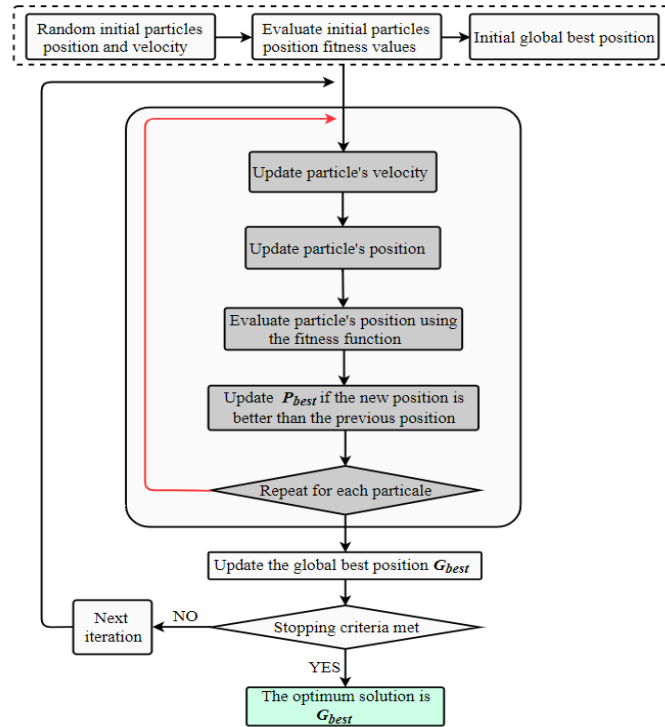 Random initial particles
position and velocity
Evaluate initial particles
position fitness values
Initial global best position
Update particle's velocity
Update particle's position
Evaluate particle's position using
the fitness function
Update P_best if the new position is
better than the previous position
Repeat for each particale
Update the global best position G_best
Next
iteration
NO
Stopping criteria met
YES
The optimum solution is
G_best